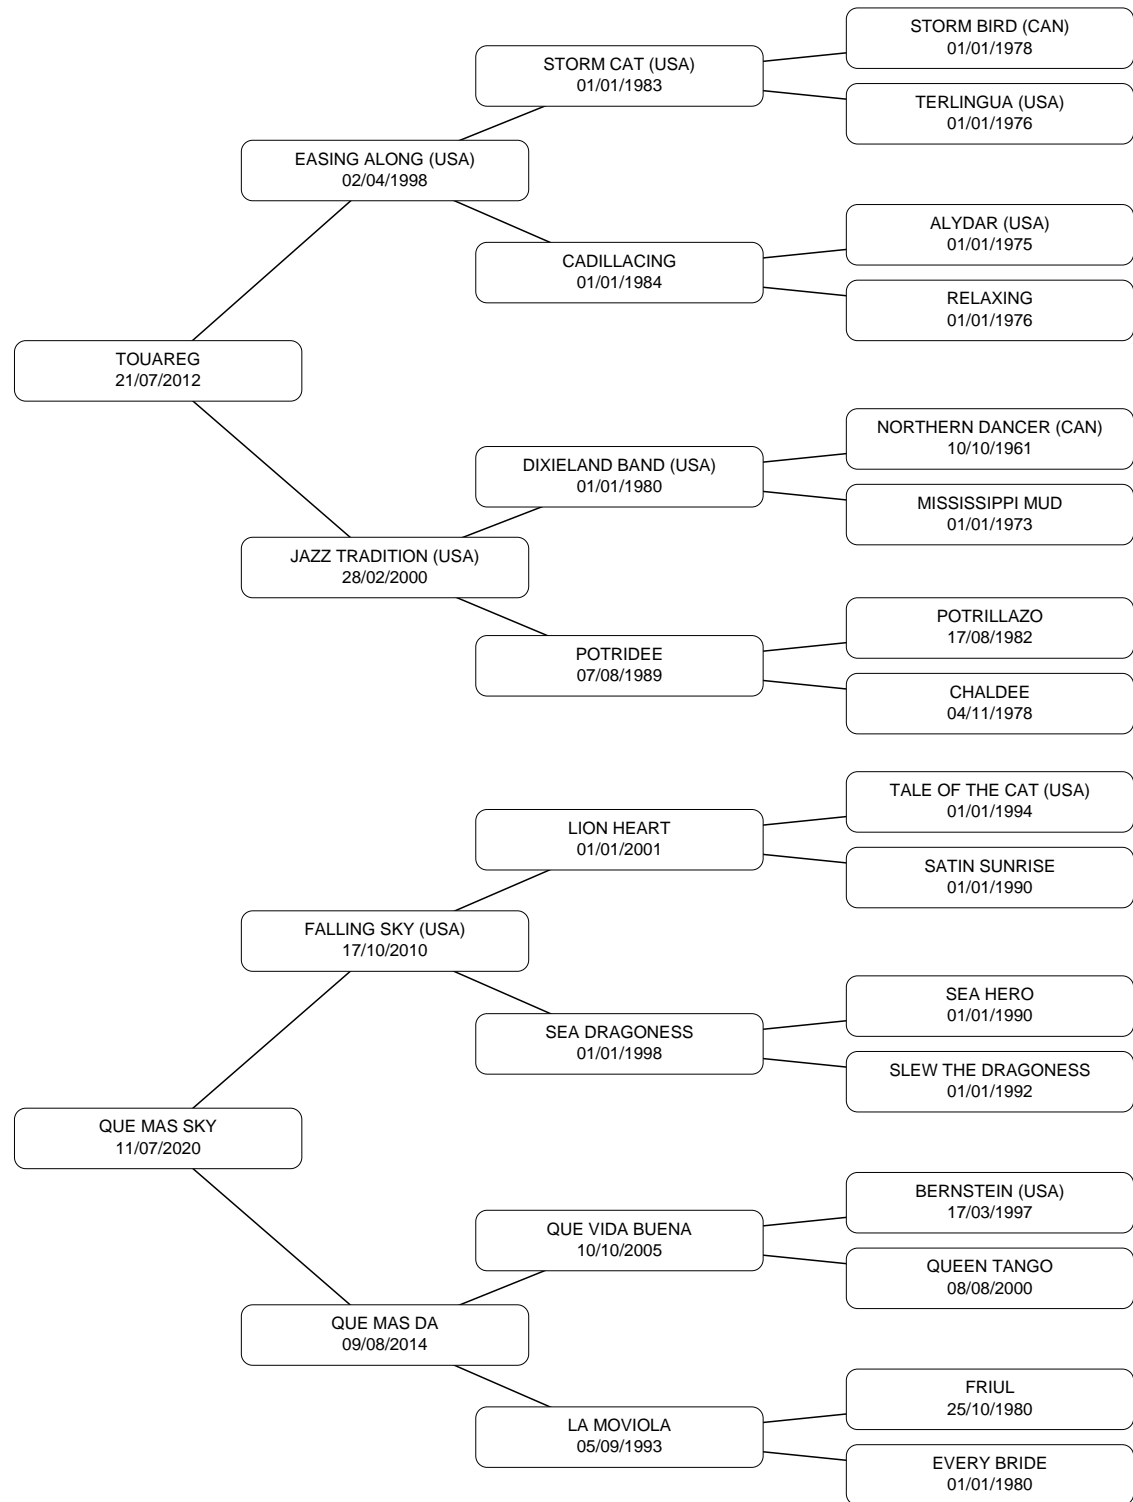 STORM BIRD (CAN)
01/01/1978
STORM CAT (USA)
01/01/1983
TERLINGUA (USA)
01/01/1976
EASING ALONG (USA)
02/04/1998
ALYDAR (USA)
01/01/1975
CADILLACING
01/01/1984
RELAXING
01/01/1976
TOUAREG
21/07/2012
NORTHERN DANCER (CAN)
10/10/1961
DIXIELAND BAND (USA)
01/01/1980
MISSISSIPPI MUD
01/01/1973
JAZZ TRADITION (USA)
28/02/2000
POTRILLAZO
17/08/1982
POTRIDEE
07/08/1989
CHALDEE
04/11/1978
TALE OF THE CAT (USA)
01/01/1994
LION HEART
01/01/2001
SATIN SUNRISE
01/01/1990
FALLING SKY (USA)
17/10/2010
SEA HERO
01/01/1990
SEA DRAGONESS
01/01/1998
SLEW THE DRAGONESS
01/01/1992
QUE MAS SKY
11/07/2020
BERNSTEIN (USA)
17/03/1997
QUE VIDA BUENA
10/10/2005
QUEEN TANGO
08/08/2000
QUE MAS DA
09/08/2014
FRIUL
25/10/1980
LA MOVIOLA
05/09/1993
EVERY BRIDE
01/01/1980